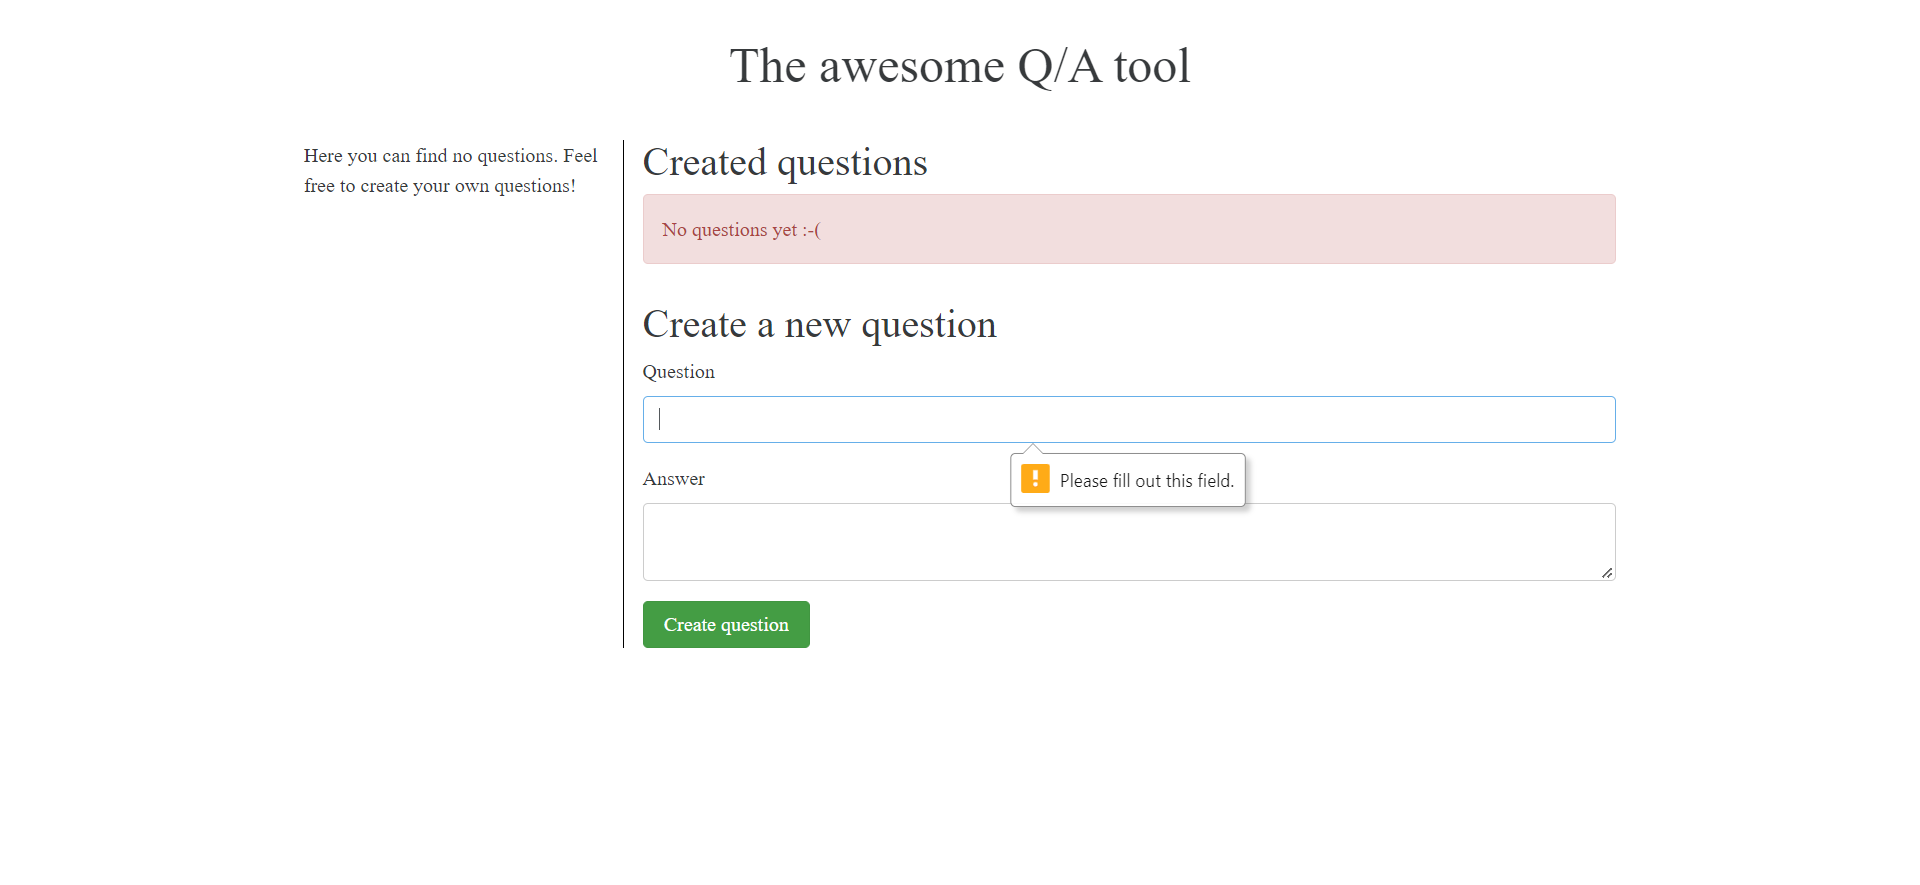 The awesome Q/A tool
Here you can find no questions. Feel
free to create your own questions!
Created questions
No questions yet :-(
Create a new question
Question
Please fill out this field.
Answer
Create question